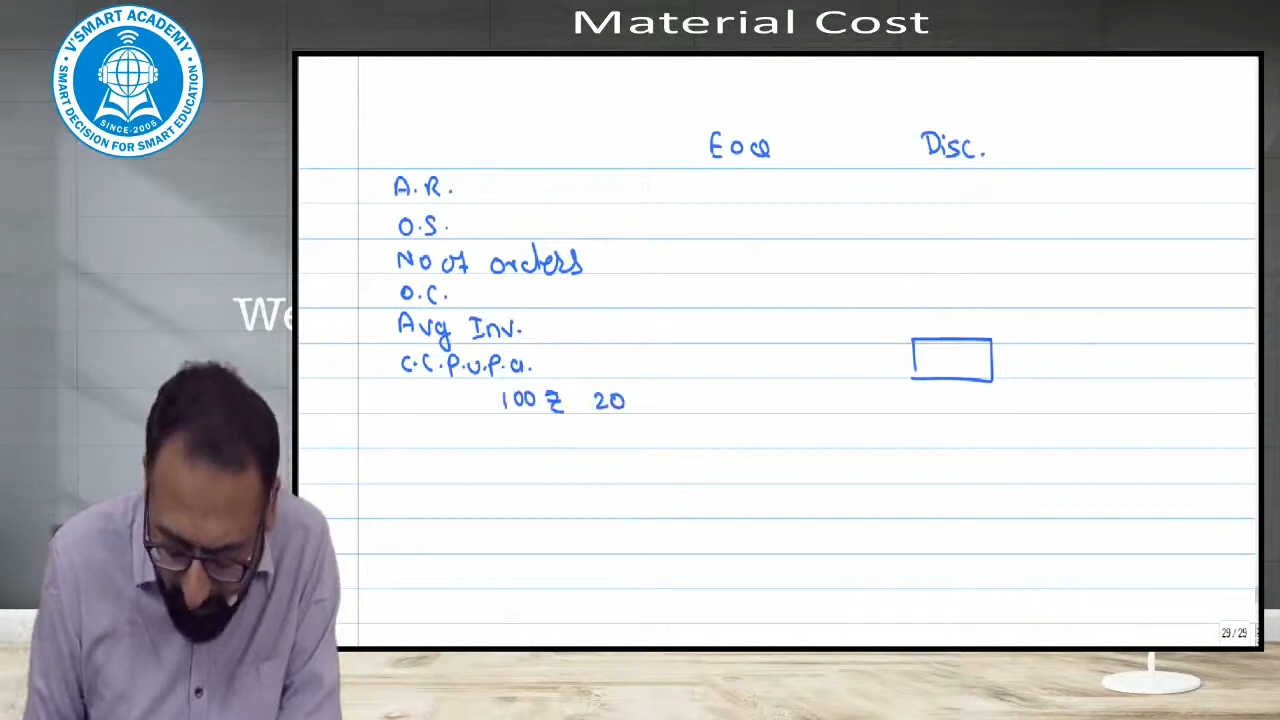 Material Cost
V'SMART ACADEMY
SINCE-2005
SMART DECISION FOR SMART EDUCATION
EOQ Disc.
A.R.
O.S.
No of orders
O.C.
Avg Inv.
C.C.P.U.P.a.
100 20
We
29/29